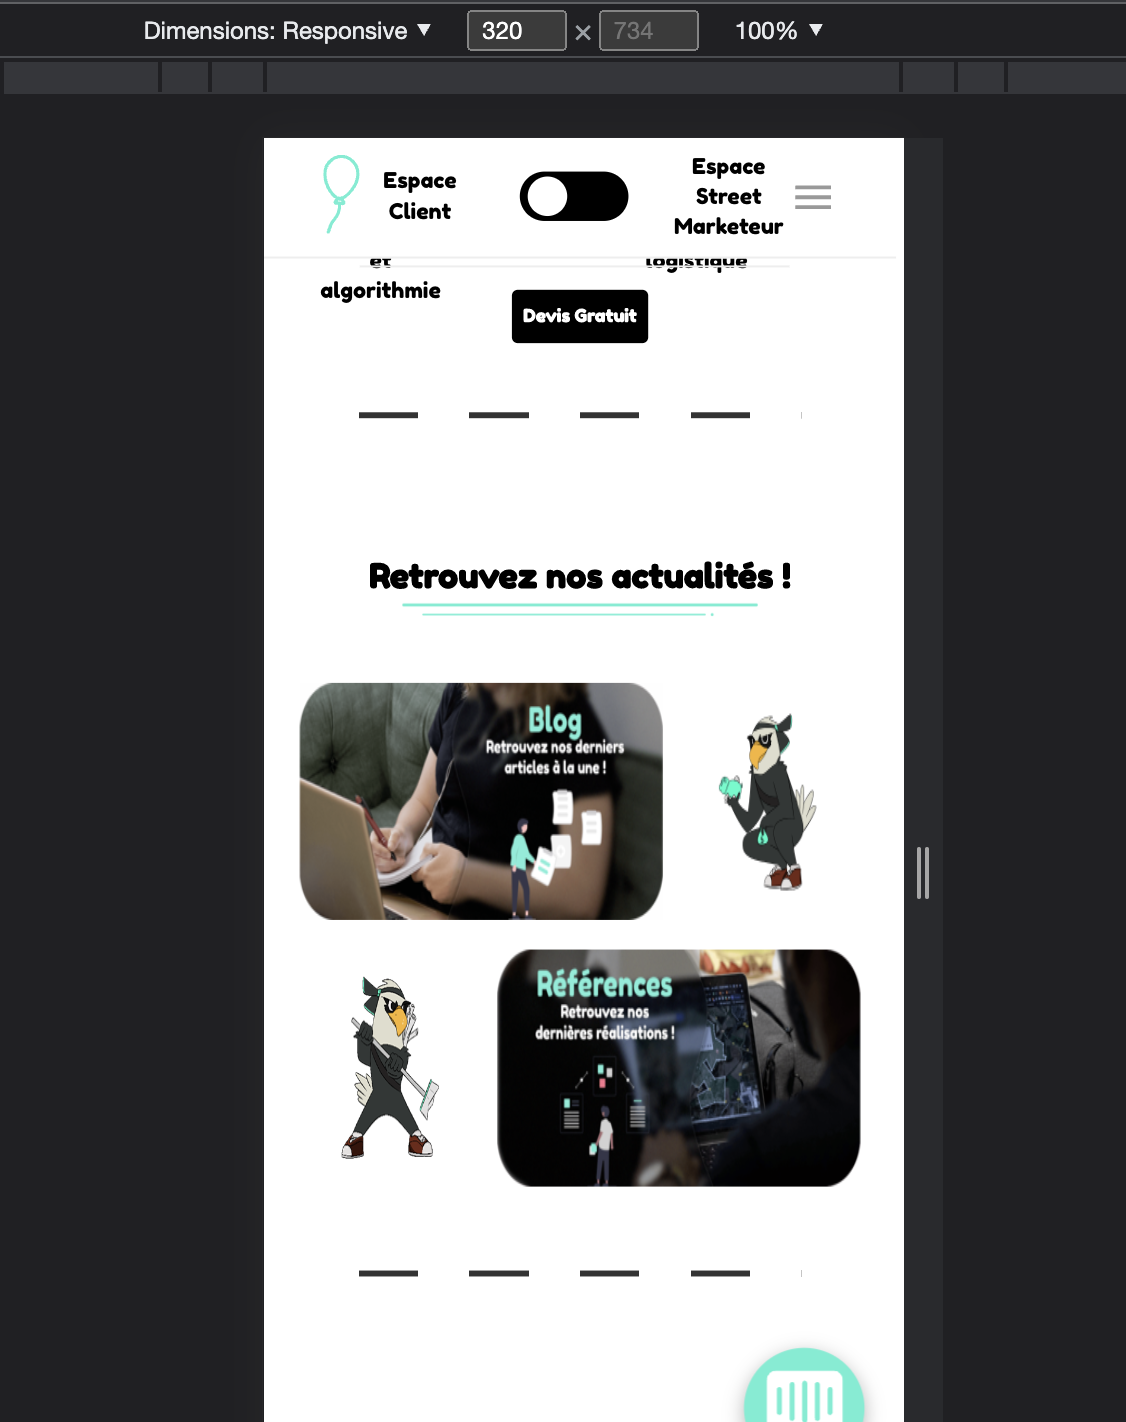 Dimensions: Responsive ▼ 320 × 734 100% ▼
Espace
Client
Espace
Street
Marketeur
et
algorithmie
logistique
Devis Gratuit
Retrouvez nos actualités !
Blog
Retrouvez nos derniers
articles à la une !
Références
Retrouvez nos
dernières réalisations !